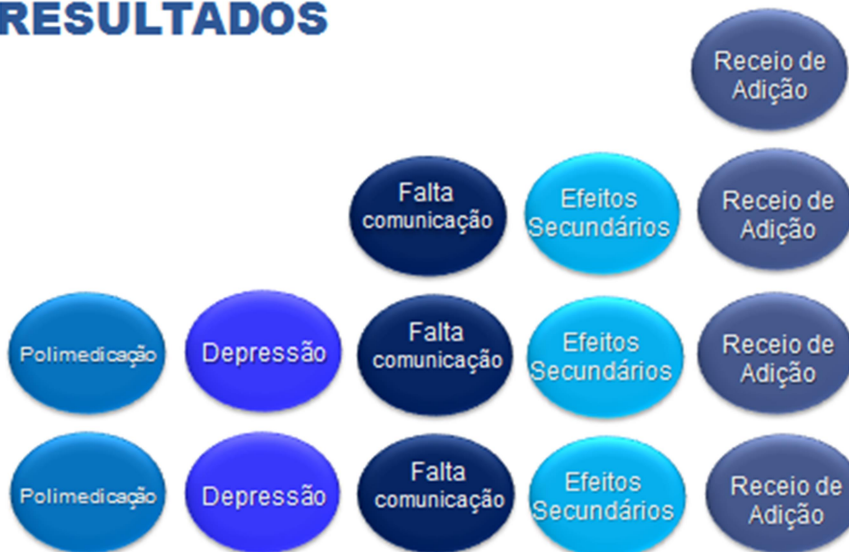 RESULTADOS
Receio de
Adição
Falta
comunicação
Efeitos
Secundários
Receio de
Adição
Polimedicação
Depressão
Falta
comunicação
Efeitos
Secundários
Receio de
Adição
Polimedicação
Depressão
Falta
comunicação
Efeitos
Secundários
Receio de
Adição